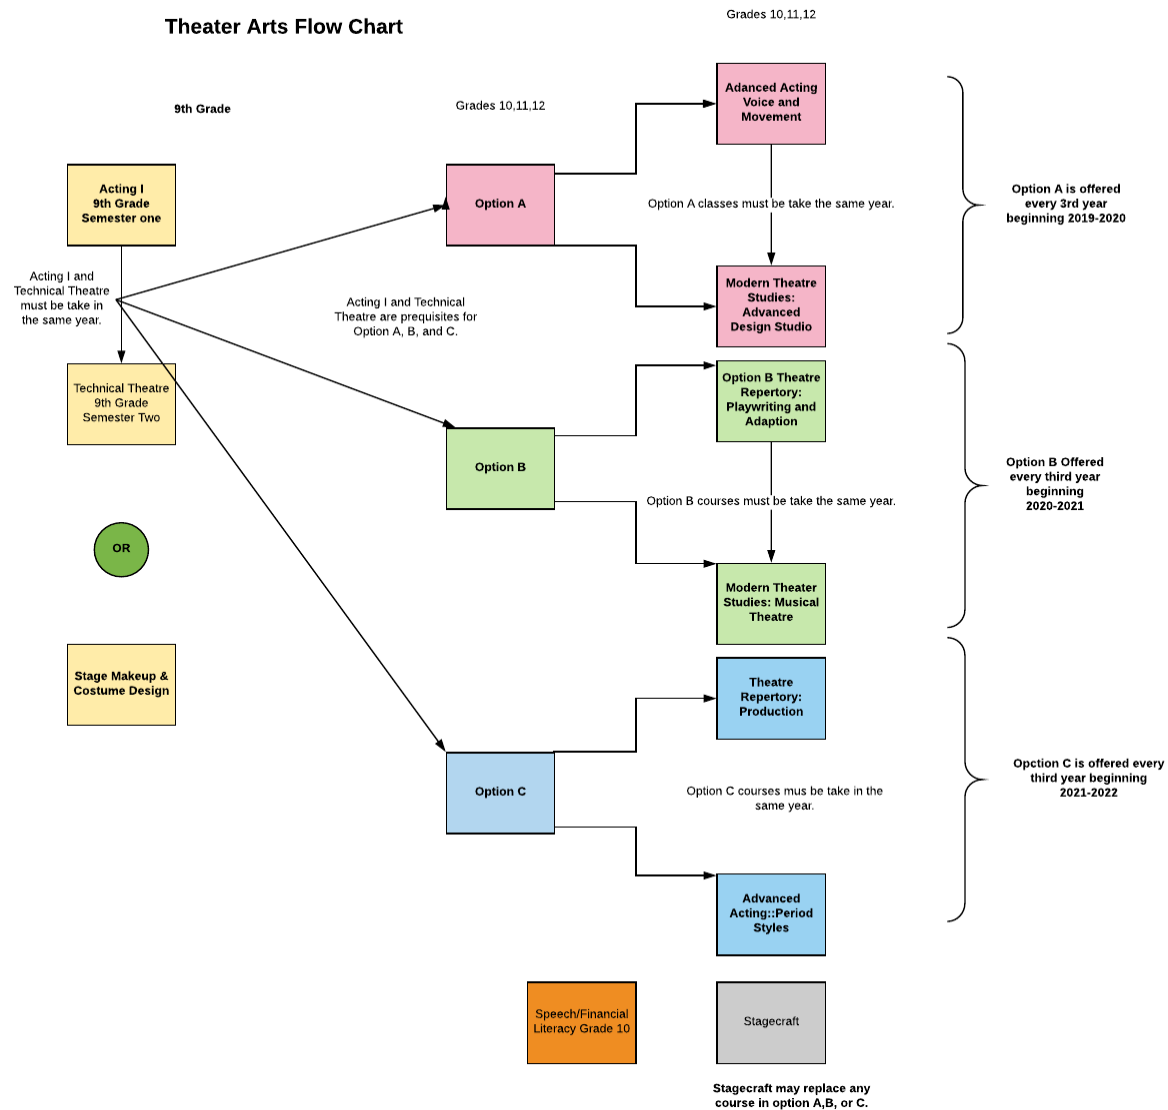 Theater Arts Flow Chart
Grades 10,11,12
9th Grade
Grades 10,11,12
Adanced Acting
Voice and
Movement
Acting I
9th Grade
Semester one
Option A
Option A classes must be take the same year.
Option A is offered
every 3rd year
beginning 2019-2020
Acting I and
Technical Theatre
must be take in
the same year.
Acting I and Technical
Theatre are prequisites for
Option A, B, and C.
Modern Theatre
Studies:
Advanced
Design Studio
Technical Theatre
9th Grade
Semester Two
Option B Theatre
Repertory:
Playwriting and
Adaption
Option B
Option B courses must be take the same year.
Option B Offered
every third year
beginning
2020-2021
OR
Modern Theater
Studies: Musical
Theatre
Stage Makeup &
Costume Design
Theatre
Repertory:
Production
Option C
Option C courses mus be take in the
same year.
Opction C is offered every
third year beginning
2021-2022
Advanced
Acting::Period
Styles
Speech/Financial
Literacy Grade 10
Stagecraft
Stagecraft may replace any
course in option A,B, or C.